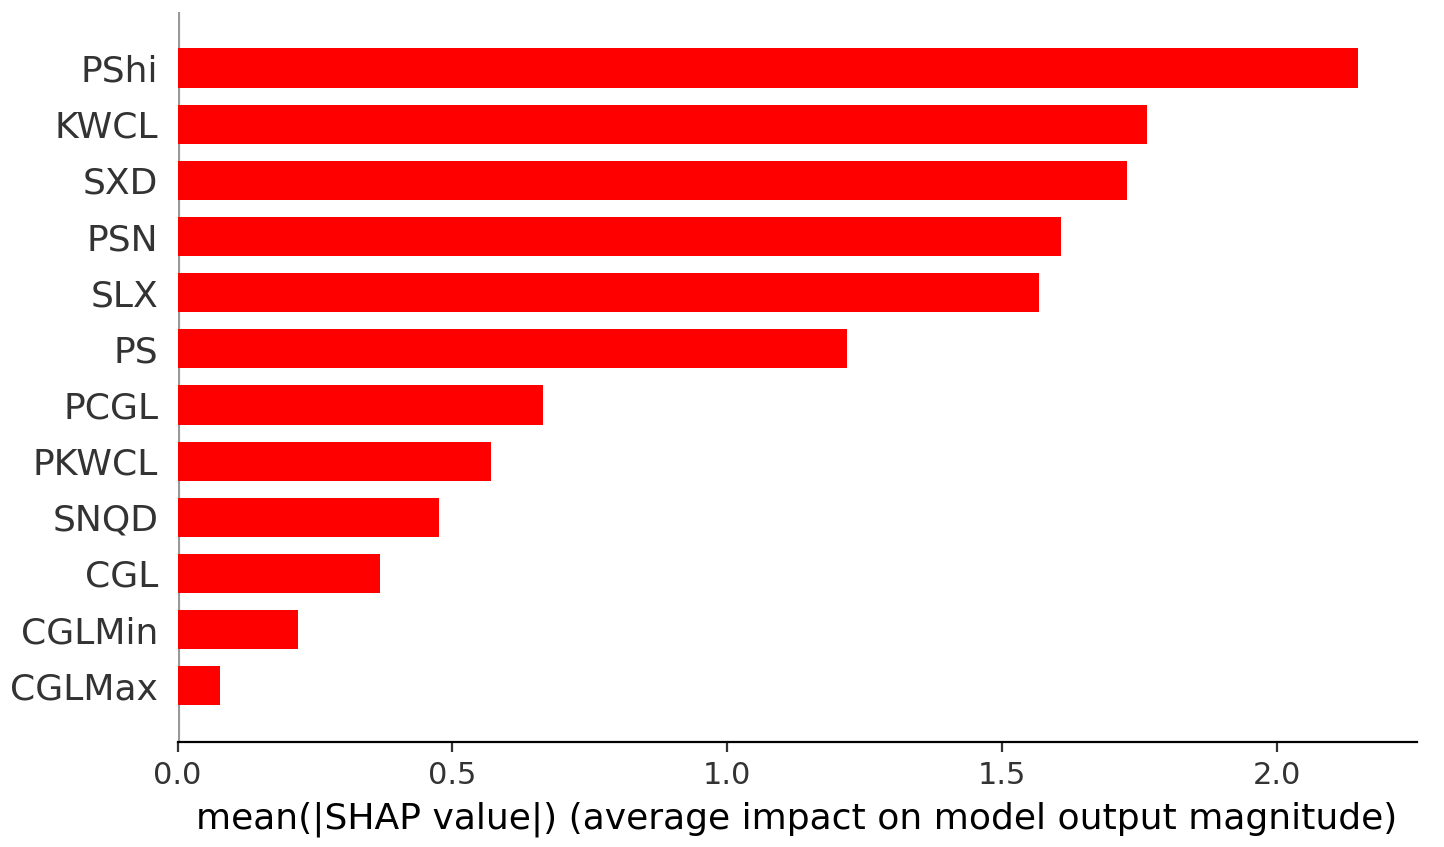 PShi
KWCL
SXD
PSN
SLX
PS
PCGL
PKWCL
SNQD
CGL
CGLMin
CGLMax
0.0 0.5 1.0 1.5 2.0
mean(|SHAP value|) (average impact on model output magnitude)